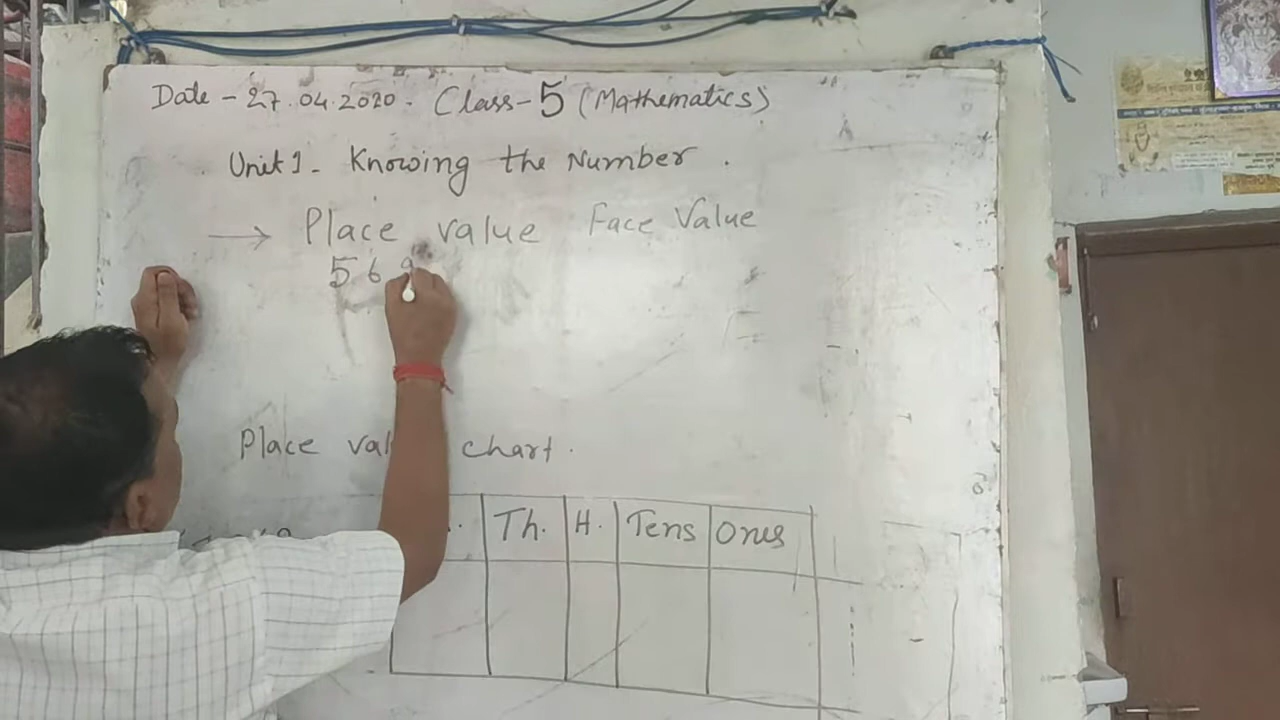 Date - 27.04.2020. Class-5 (Mathematics)
Unit 1. Knowing the Number.
→ Place value Face Value
5 6 9
Place chart.
Th. H. Tens Ones